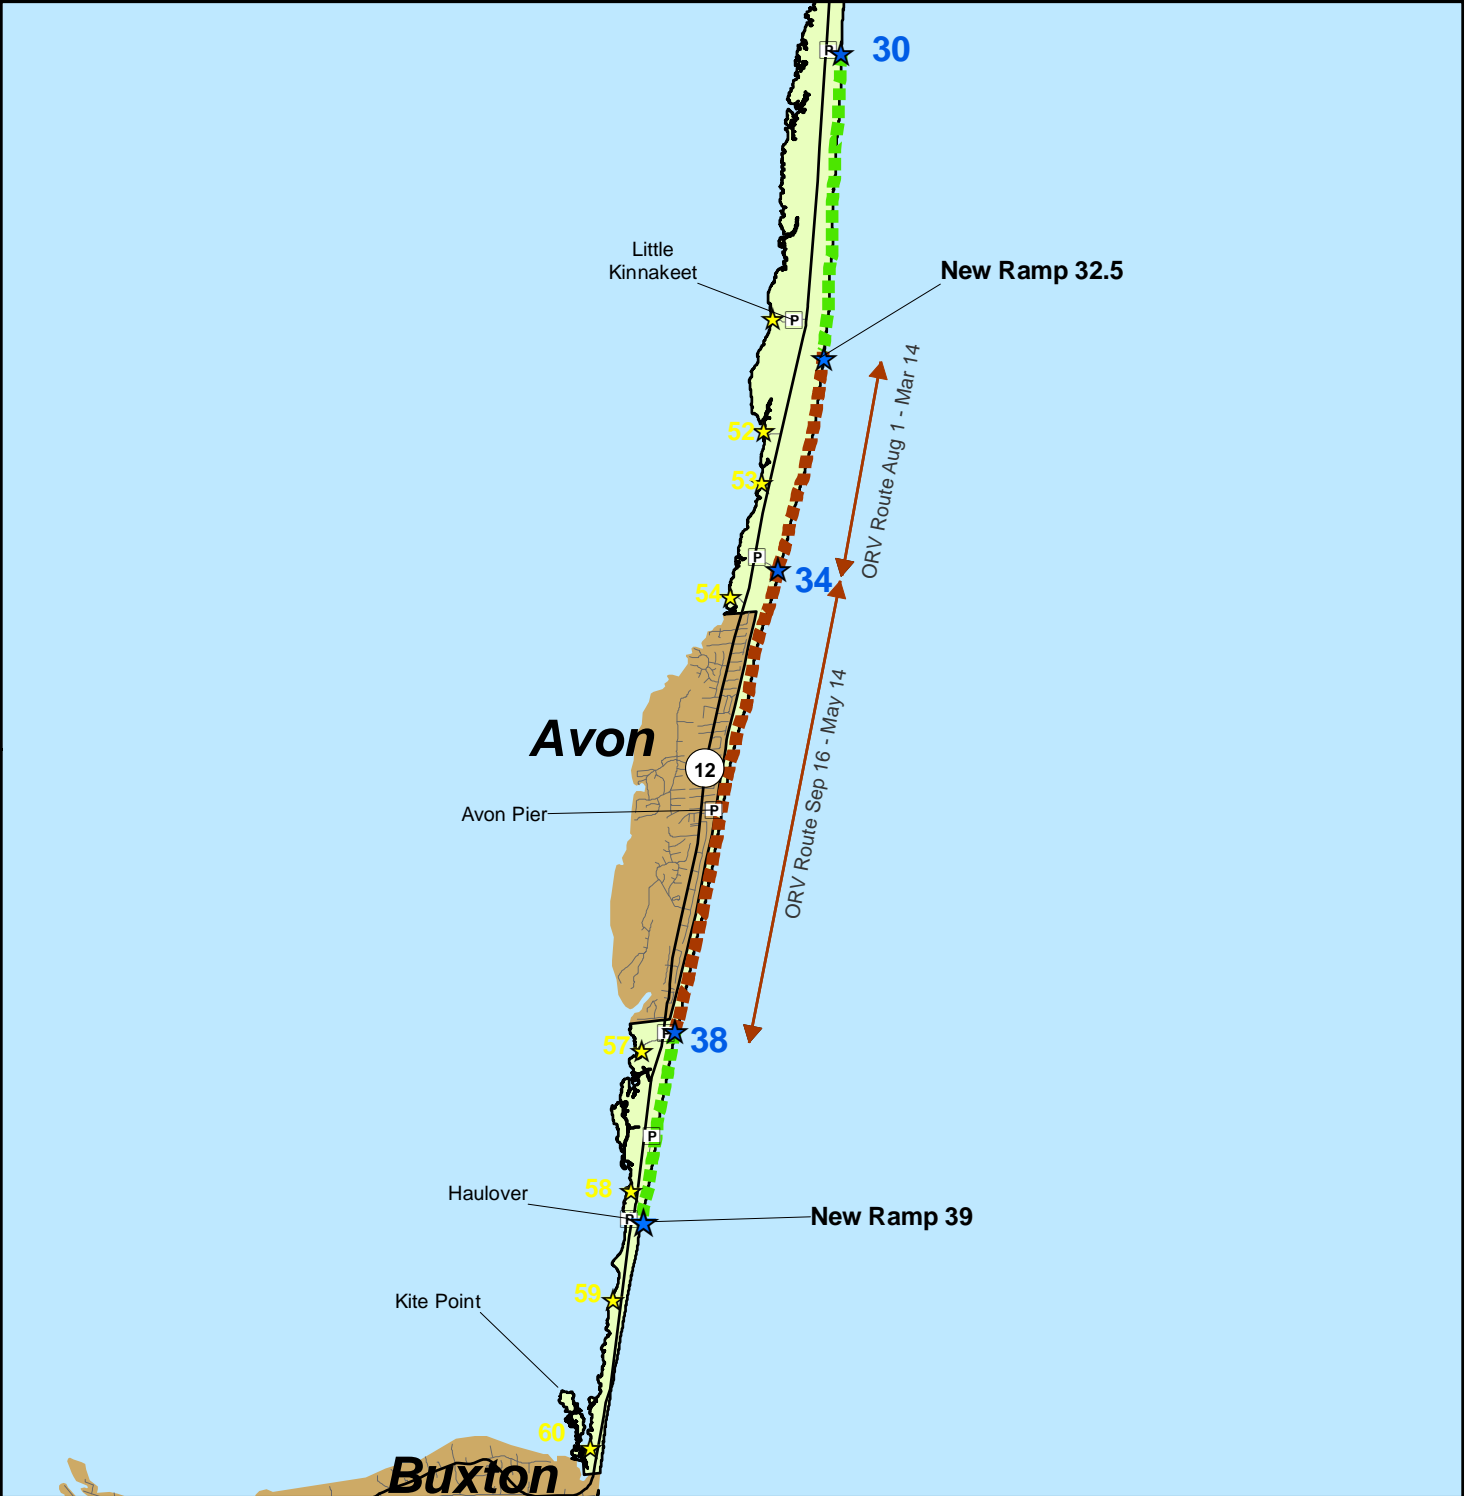 P
30
Little
Kinnakeet
New Ramp 32.5
P
52
53
ORV Route Aug 1 - Mar 14
P
34
54
Avon
12
ORV Route Sep 16 - May 14
Avon Pier
P
P
38
57
P
58
Haulover
P
New Ramp 39
59
Kite Point
60
Buxton